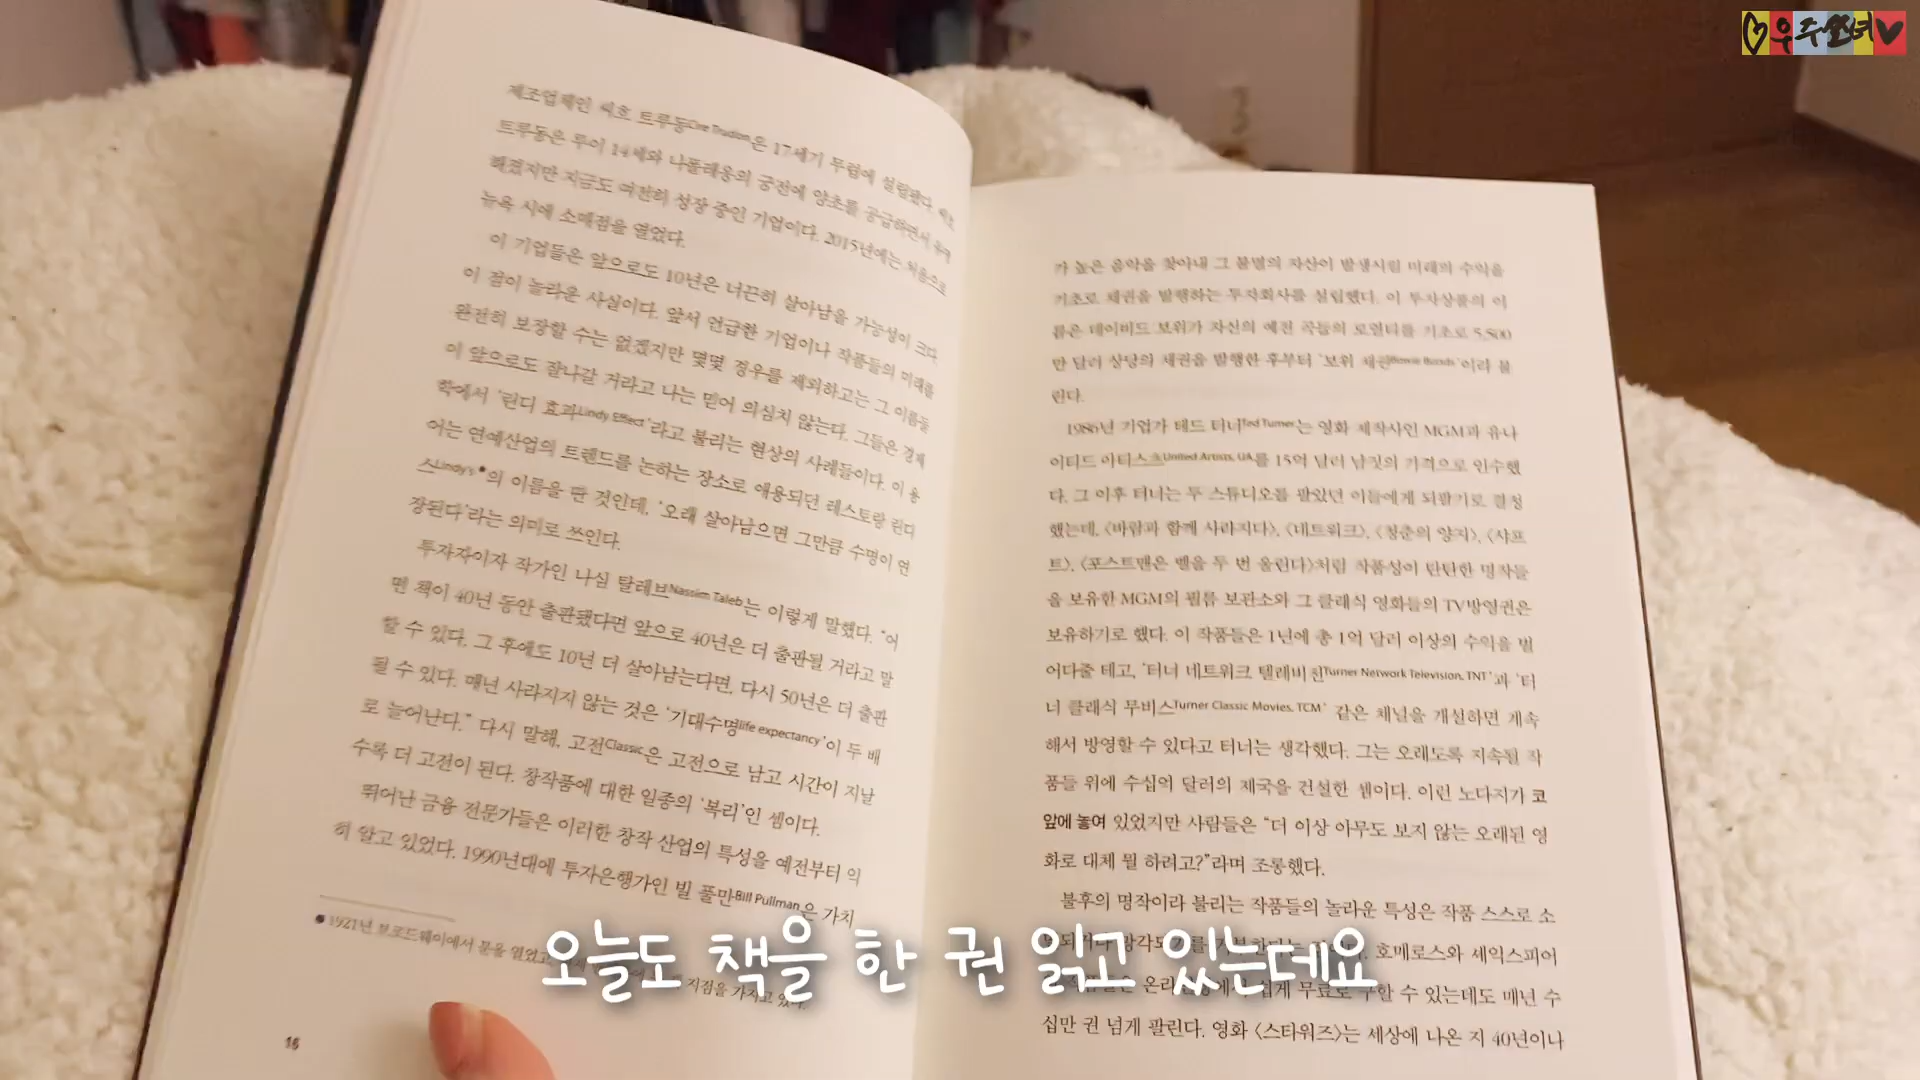 제조업체인 씨흐 트루동Cire Trudon은 17세기 무렵에 설립됐다. 씨흐
트루동은 루이 14세와 나폴레옹의 궁전에 양초를 공급하면서 유명
해졌지만 지금도 여전히 성장 중인 기업이다. 2015년에는 처음으로
뉴욕 시에 소매점을 열었다.
이 기업들은 앞으로도 10년은 너끈히 살아남을 가능성이 크다.
이 점이 놀라운 사실이다. 앞서 언급한 기업이나 작품들의 미래를
완전히 보장할 수는 없겠지만 몇몇 경우를 제외하고는 그 이름들
이 앞으로도 잘나갈 거라고 나는 믿어 의심치 않는다. 그들은 경제
학에서 '린디 효과Lindy Effect'라고 불리는 현상의 사례들이다. 이 용
어는 연예산업의 트렌드를 논하는 장소로 애용되던 레스토랑 린디
스Lindy's●의 이름을 딴 것인데, '오래 살아남으면 그만큼 수명이 연
장된다'라는 의미로 쓰인다.
투자자이자 작가인 나심 탈레브Nassim Taleb는 이렇게 말했다. "어
떤 책이 40년 동안 출판됐다면 앞으로 40년은 더 출판될 거라고 말
할 수 있다. 그 후에도 10년 더 살아남는다면, 다시 50년은 더 출판
될 수 있다. 매년 사라지지 않는 것은 '기대수명life expectancy'이 두 배
로 늘어난다." 다시 말해, 고전Classic은 고전으로 남고 시간이 지날
수록 더 고전이 된다. 창작품에 대한 일종의 '복리'인 셈이다.
뛰어난 금융 전문가들은 이러한 창작 산업의 특성을 예전부터 익
히 알고 있었다. 1990년대에 투자은행가인 빌 풀만Bill Pullman은 가치
● 1921년 브로드웨이에서 문을 열었고 지점을 가지고 있다.
16
가 높은 음악을 찾아내 그 불멸의 자산이 발생시킬 미래의 수익을
기초로 채권을 발행하는 투자회사를 설립했다. 이 투자상품의 이
름은 데이비드 보위가 자신의 예전 곡들의 로열티를 기초로 5,500
만 달러 상당의 채권을 발행한 후부터 '보위 채권Bowie Bonds'이라 불
린다.
1986년 기업가 테드 터너Ted Turner는 영화 제작사인 MGM과 유나
이티드 아티스츠United Artists, UA를 15억 달러 남짓의 가격으로 인수했
다. 그 이후 터너는 두 스튜디오를 팔았던 이들에게 되팔기로 결정
했는데, 〈바람과 함께 사라지다〉, 〈네트워크〉, 〈청춘의 양지〉, 〈샤프
트〉, 〈포스트맨은 벨을 두 번 울린다〉처럼 작품성이 탄탄한 명작들
을 보유한 MGM의 필름 보관소와 그 클래식 영화들의 TV방영권은
보유하기로 했다. 이 작품들은 1년에 총 1억 달러 이상의 수익을 벌
어다줄 테고, '터너 네트워크 텔레비전Turner Network Television, TNT'과 '터
너 클래식 무비스Turner Classic Movies, TCM' 같은 채널을 개설하면 계속
해서 방영할 수 있다고 터너는 생각했다. 그는 오래도록 지속될 작
품들 위에 수십억 달러의 제국을 건설한 셈이다. 이런 노다지가 코
앞에 놓여 있었지만 사람들은 "더 이상 아무도 보지 않는 오래된 영
화로 대체 뭘 하려고?"라며 조롱했다.
불후의 명작이라 불리는 작품들의 놀라운 특성은 작품 스스로 소
호메로스와 셰익스피어
온라인 무료로 구할 수 있는데도 매년 수
십만 권 넘게 팔린다. 영화 〈스타워즈〉는 세상에 나온 지 40년이나
오늘도 책을 한 권 읽고 있는데요
♡우주쏘녀♥